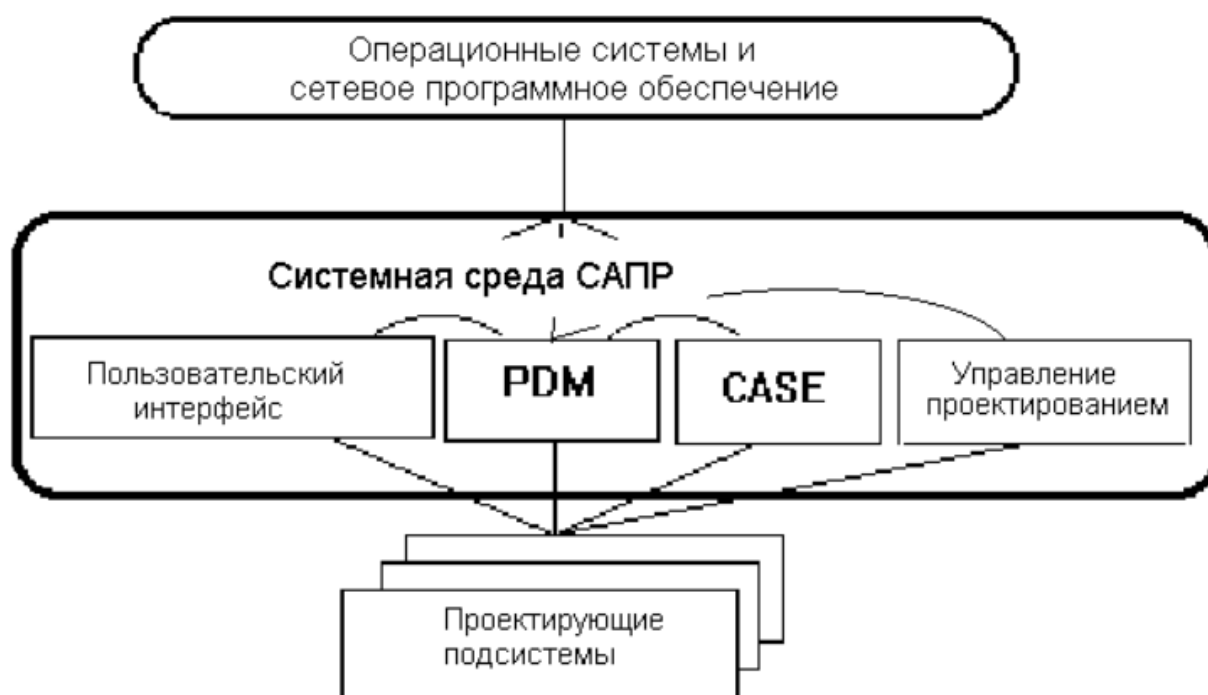 Операционные системы и
сетевое программное обеспечение
Системная среда САПР
Пользовательский
интерфейс
PDM
CASE
Управление
проектированием
Проектирующие
подсистемы